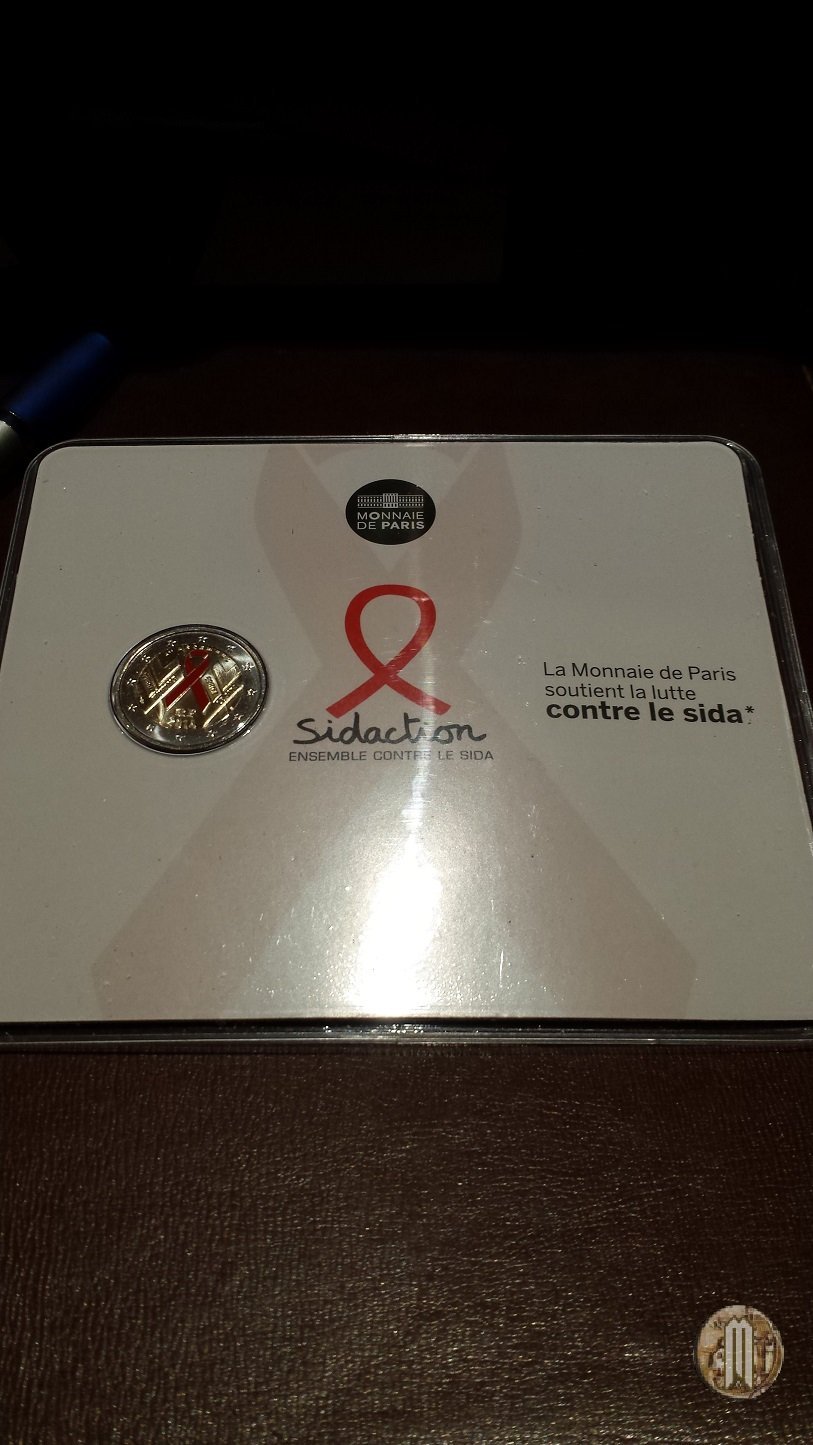 MONNAIE
DE PARIS
Sidaction
ENSEMBLE CONTRE LE SIDA
La Monnaie de Paris
soutient la lutte
contre le sida*